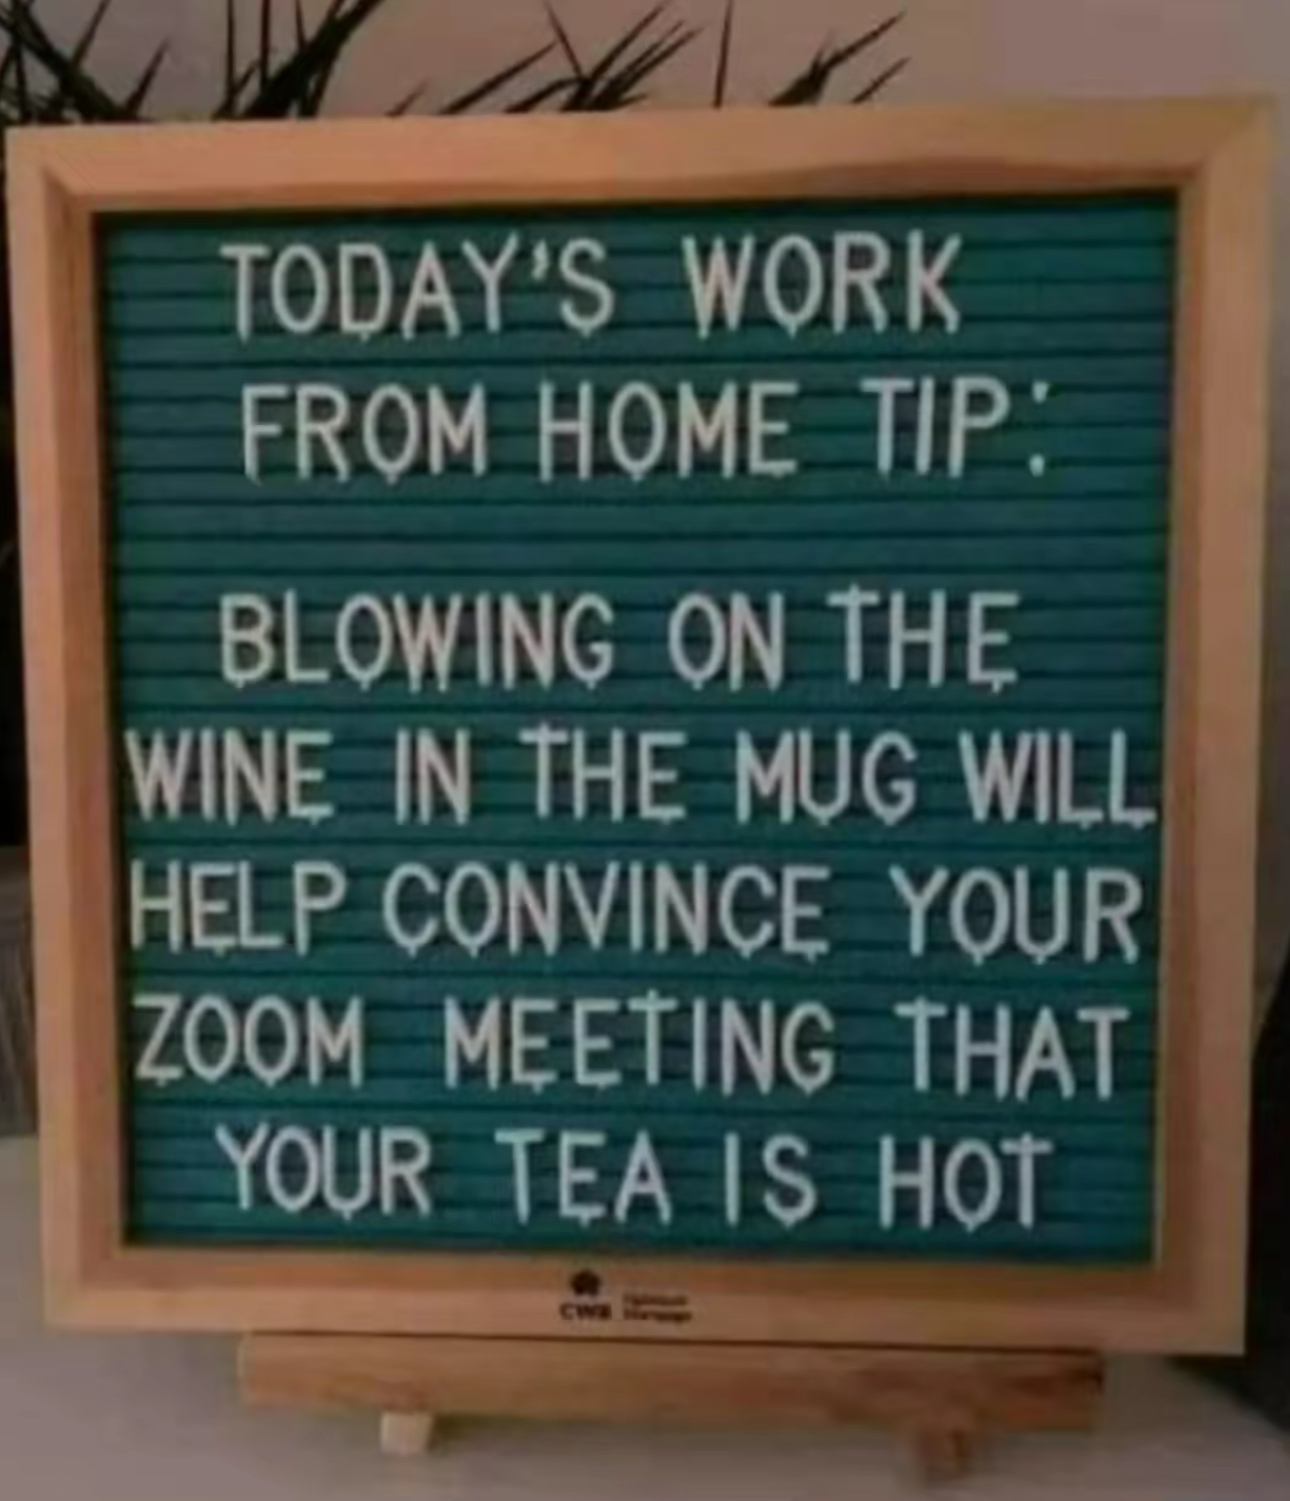 TODAY'S WORK
FROM HOME TIP:
BLOWING ON THE
WINE IN THE MUG WILL
HELP CONVINCE YOUR
ZOOM MEETING THAT
YOUR TEA IS HOT
CWB